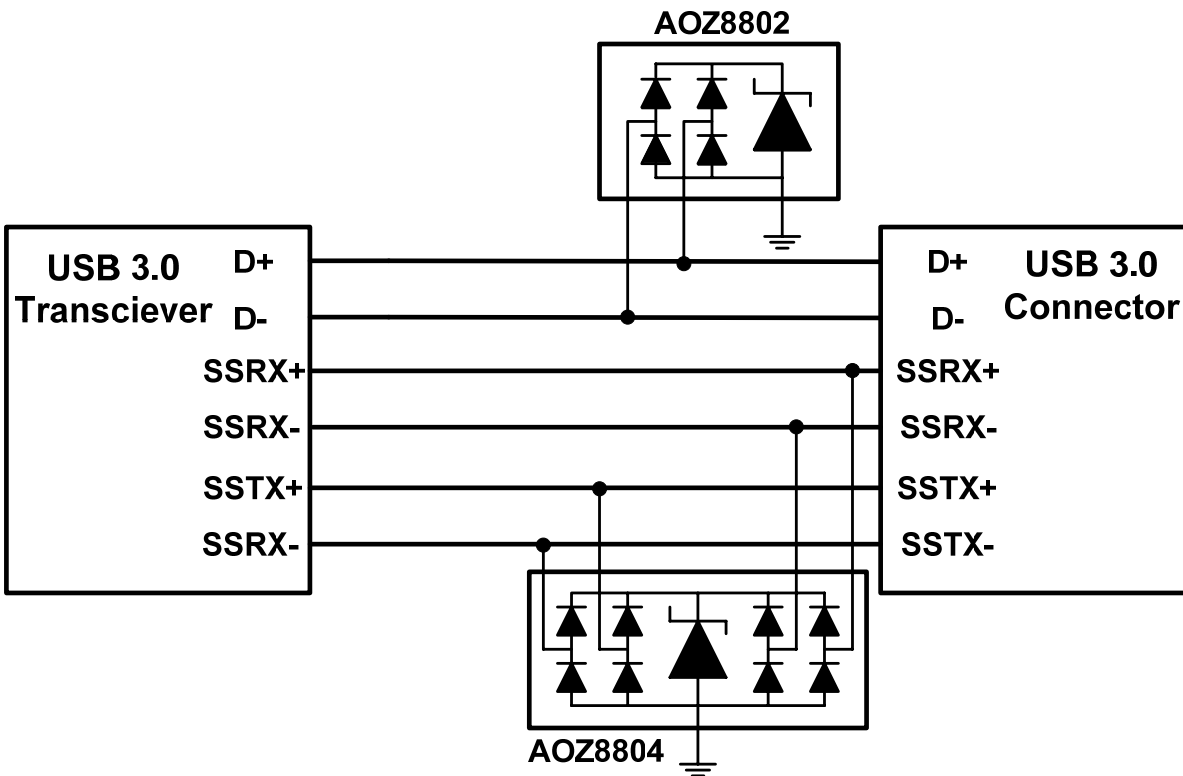 AOZ8802
USB 3.0
Transciever
D+
D-
SSRX+
SSRX-
SSTX+
SSRX-
D+
D-
SSRX+
SSRX-
SSTX+
SSTX-
USB 3.0
Connector
AOZ8804